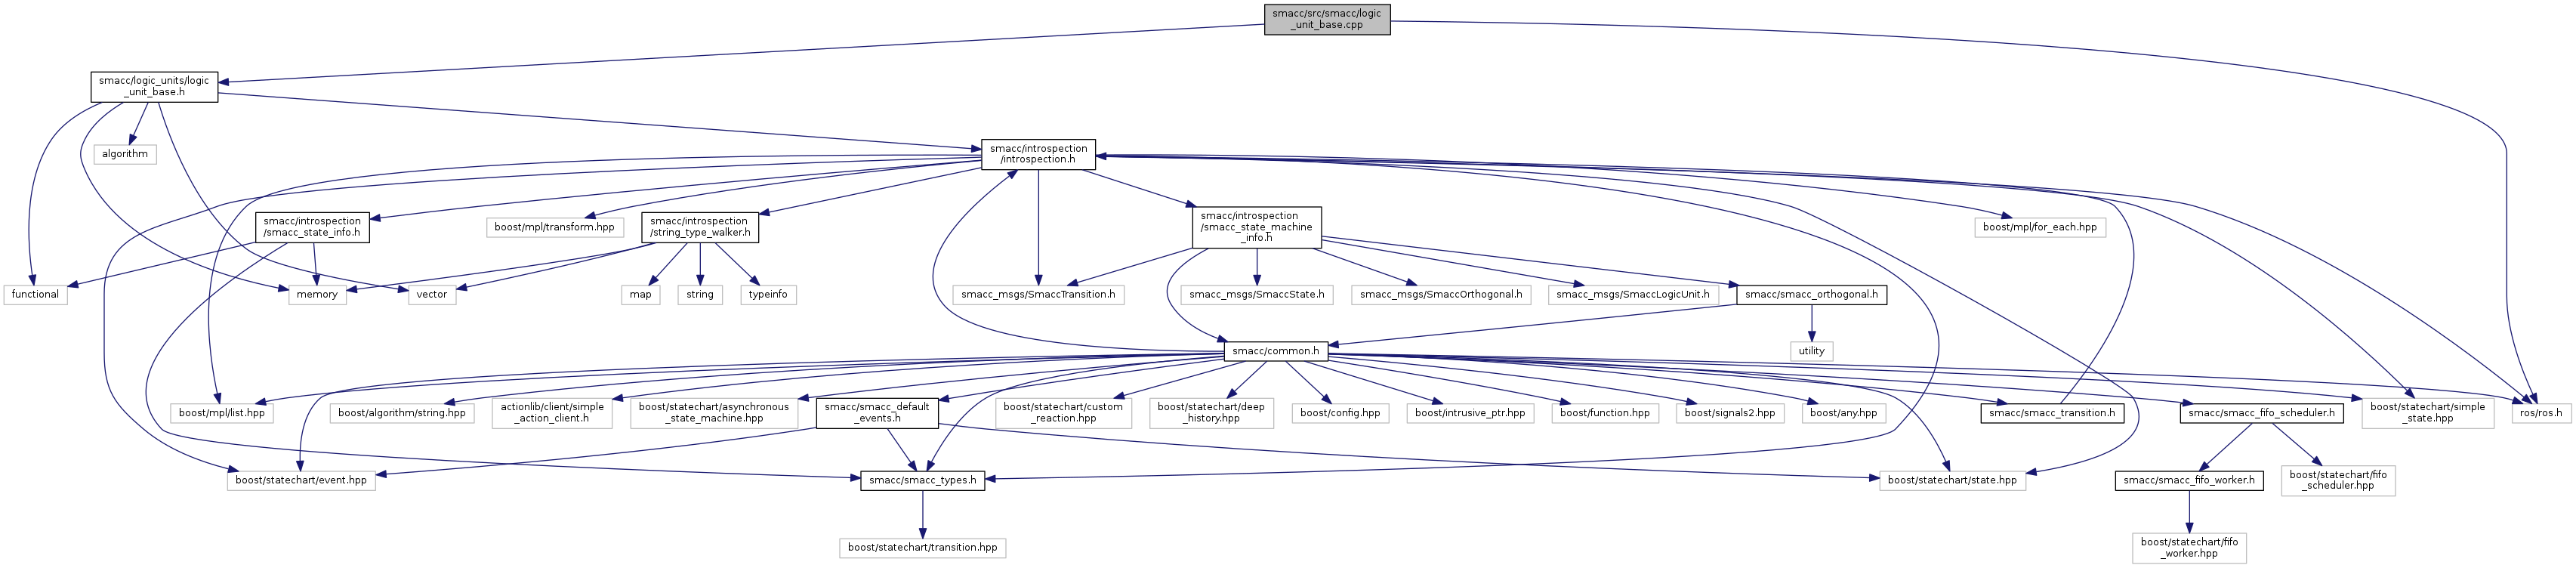 smacc/src/smacc/logic
_unit_base.cpp
smacc/logic_units/logic
_unit_base.h
algorithm
smacc/introspection
/introspection.h
smacc/introspection
/smacc_state_info.h
boost/mpl/transform.hpp
smacc/introspection
/string_type_walker.h
smacc/introspection
/smacc_state_machine
_info.h
boost/mpl/for_each.hpp
functional
memory
vector
map
string
typeinfo
smacc_msgs/SmaccTransition.h
smacc_msgs/SmaccState.h
smacc_msgs/SmaccOrthogonal.h
smacc_msgs/SmaccLogicUnit.h
smacc/smacc_orthogonal.h
smacc/common.h
utility
boost/mpl/list.hpp
boost/algorithm/string.hpp
actionlib/client/simple
_action_client.h
boost/statechart/asynchronous
_state_machine.hpp
smacc/smacc_default
_events.h
boost/statechart/custom
_reaction.hpp
boost/statechart/deep
_history.hpp
boost/config.hpp
boost/intrusive_ptr.hpp
boost/function.hpp
boost/signals2.hpp
boost/any.hpp
smacc/smacc_transition.h
smacc/smacc_fifo_scheduler.h
boost/statechart/simple
_state.hpp
ros/ros.h
boost/statechart/event.hpp
smacc/smacc_types.h
boost/statechart/state.hpp
smacc/smacc_fifo_worker.h
boost/statechart/fifo
_scheduler.hpp
boost/statechart/transition.hpp
boost/statechart/fifo
_worker.hpp